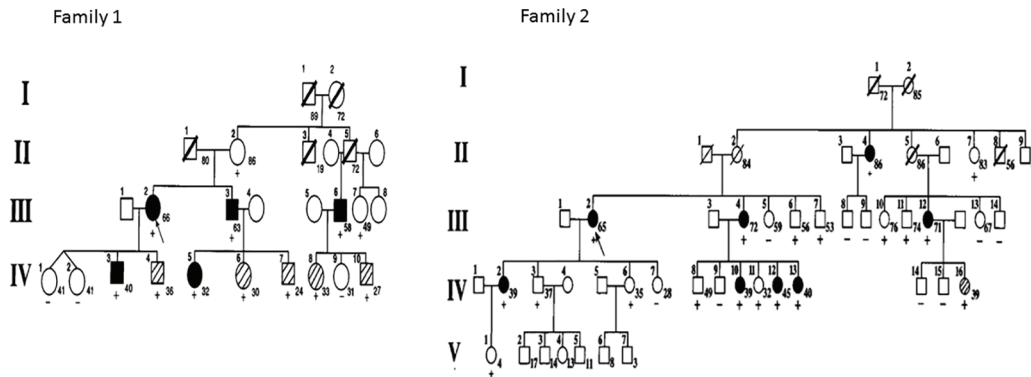 Family 1
I
1 2
89 72
II
1 2 3 4 5 6
80 86 19 72
+
III
1 2 3 4 5 6 7 8
66 63 58 49
+ + + +
IV
1 2 3 4 5 6 7 8 9 10
41 41 40 36 32 30 24 33 31 27
− − + + + + + + − +
Family 2
I
1 2
72 85
II
1 2 3 4 5 6 7 8 9
84 86 86 83 56
+ +
III
1 2 3 4 5 6 7 8 9 10 11 12 13 14
65 72 59 56 53 76 74 71 67
+ + − + + − − + + + − −
IV
1 2 3 4 5 6 7 8 9 10 11 12 13 14 15 16
39 37 35 28 49 39 32 45 40 39
+ + + − + − + + + + − − +
V
1 2 3 4 5 6 7
4 17 14 13 11 8 3
+